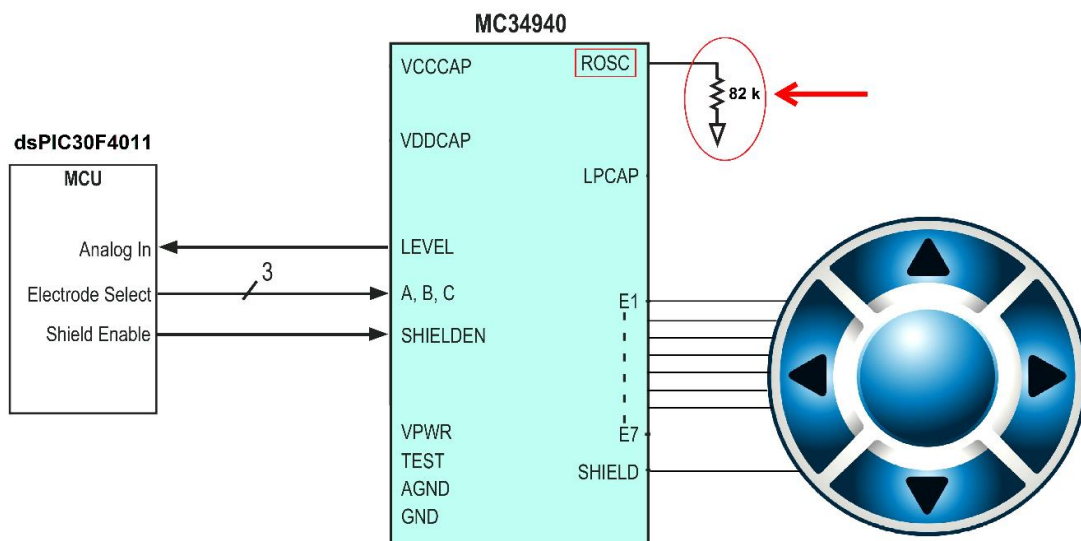 MC34940
VCCCAP
ROSC
82 k
dsPIC30F4011
MCU
VDDCAP
LPCAP
Analog In
LEVEL
3
Electrode Select
A, B, C
E1
Shield Enable
SHIELDEN
VPWR
E7
TEST
SHIELD
AGND
GND